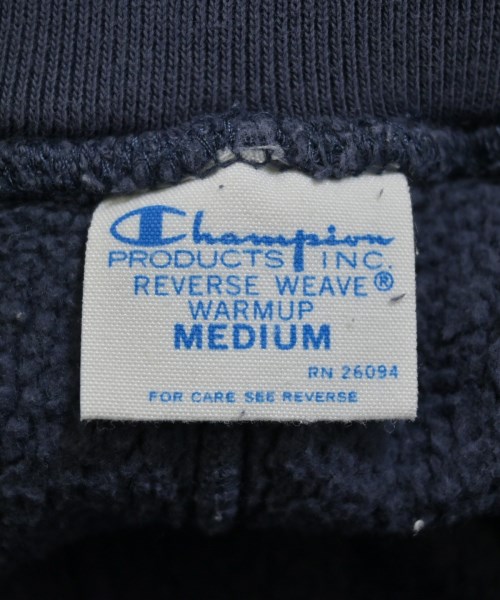 Champion
PRODUCTS INC.
REVERSE WEAVE®
WARMUP
MEDIUM
RN 26094
FOR CARE SEE REVERSE